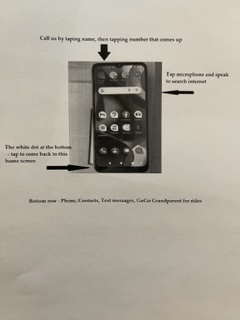 Call us by taping name, then tapping number that comes up
Tap microphone and speak
to search internet
The white dot at the bottom
- tap to come back to this
home screen
Bottom row - Phone, Contacts, Text messages, GoGo Grandparent for rides